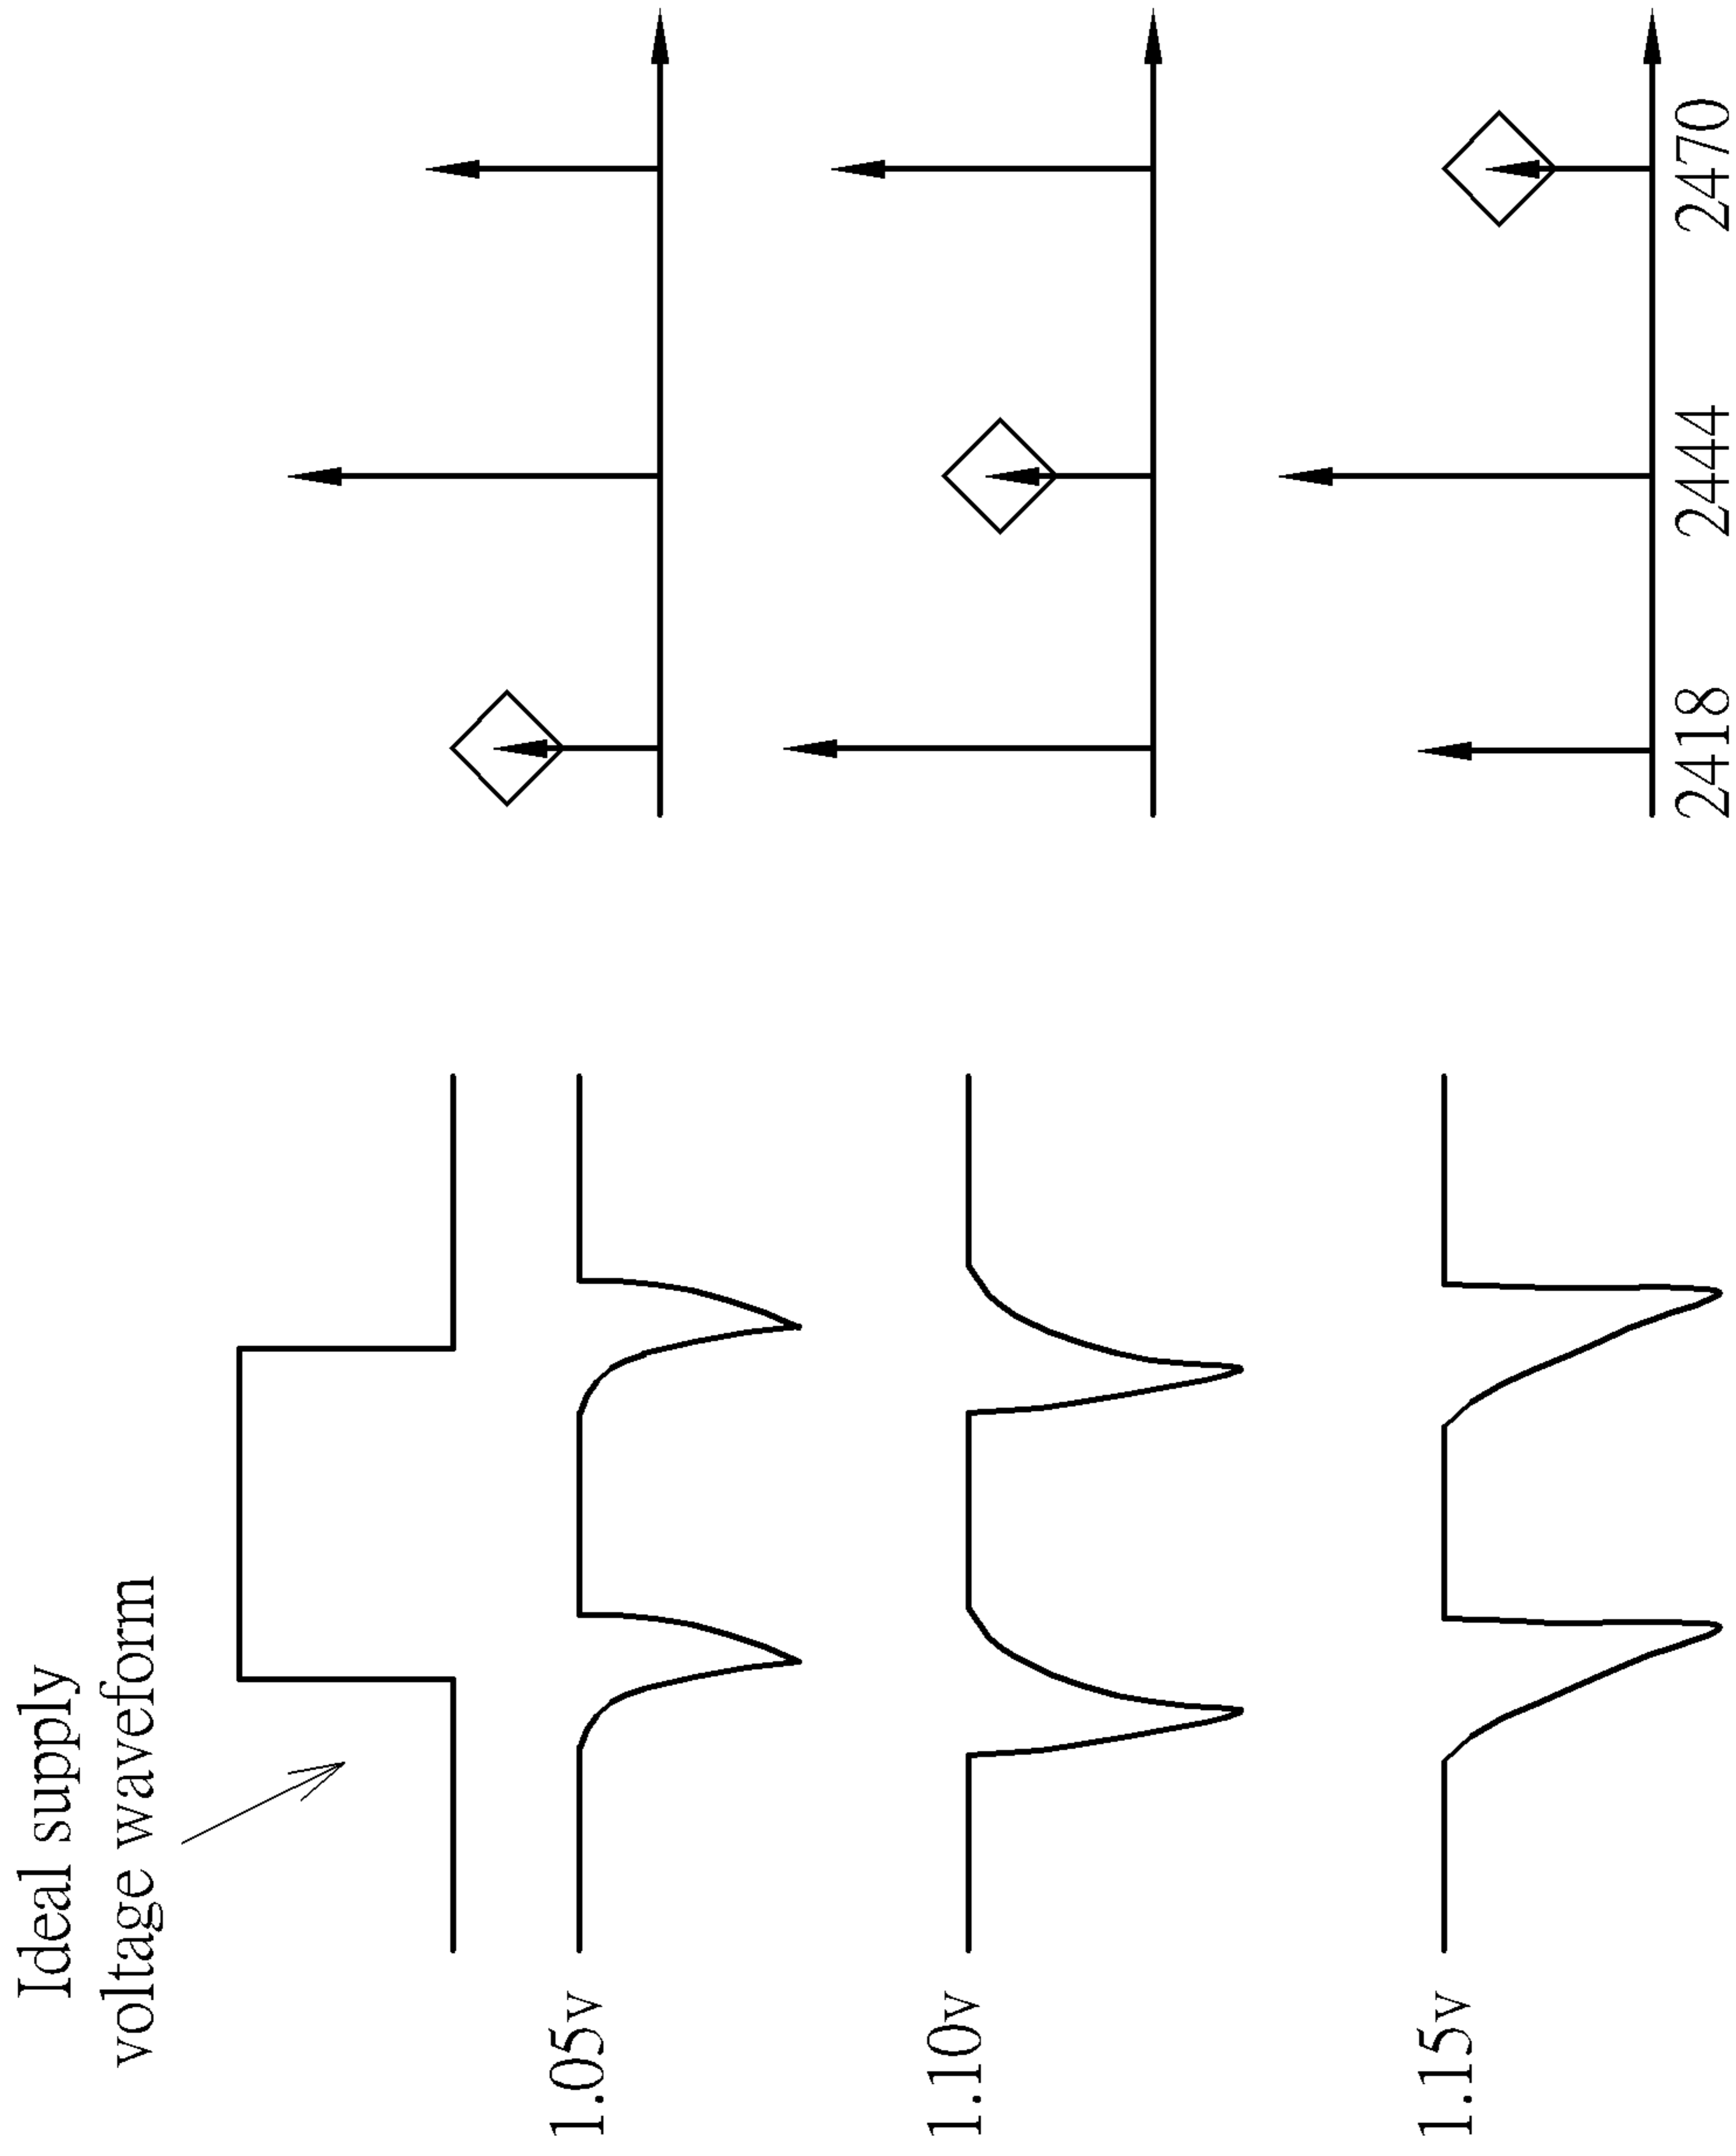 Ideal supply
voltage waveform
1.05v
1.10v
1.15v
2418 2444 2470